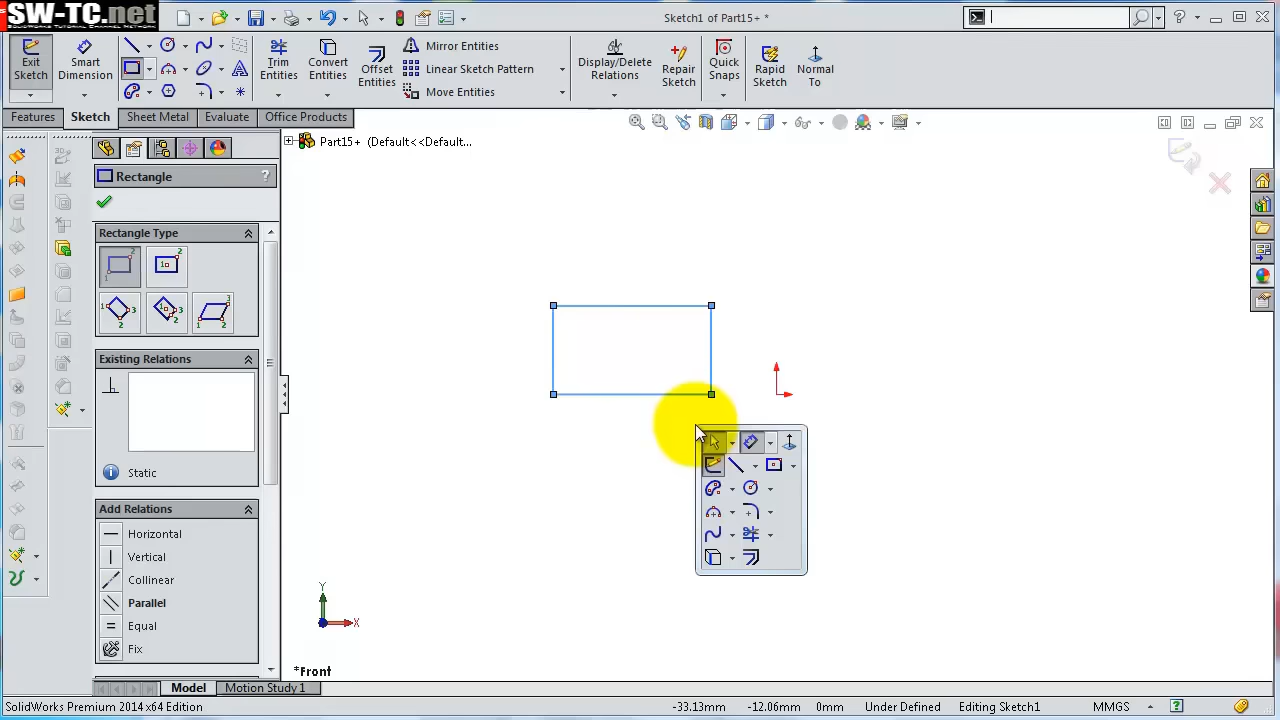 SW-TC.net
SOLIDWORKS TUTORIAL CHANNEL NETWORK
Sketch1 of Part15+ *
Exit Sketch
Smart Dimension
Trim Entities
Convert Entities
Offset Entities
Mirror Entities
Linear Sketch Pattern
Move Entities
Display/Delete Relations
Repair Sketch
Quick Snaps
Rapid Sketch
Normal To
Features
Sketch
Sheet Metal
Evaluate
Office Products
Part15+ (Default<<Default...
Rectangle
?
Rectangle Type
Existing Relations
Static
Add Relations
Horizontal
Vertical
Collinear
Parallel
Equal
Fix
Y
X
*Front
Model
Motion Study 1
SolidWorks Premium 2014 x64 Edition
-33.13mm
-12.06mm
0mm
Under Defined
Editing Sketch1
MMGS